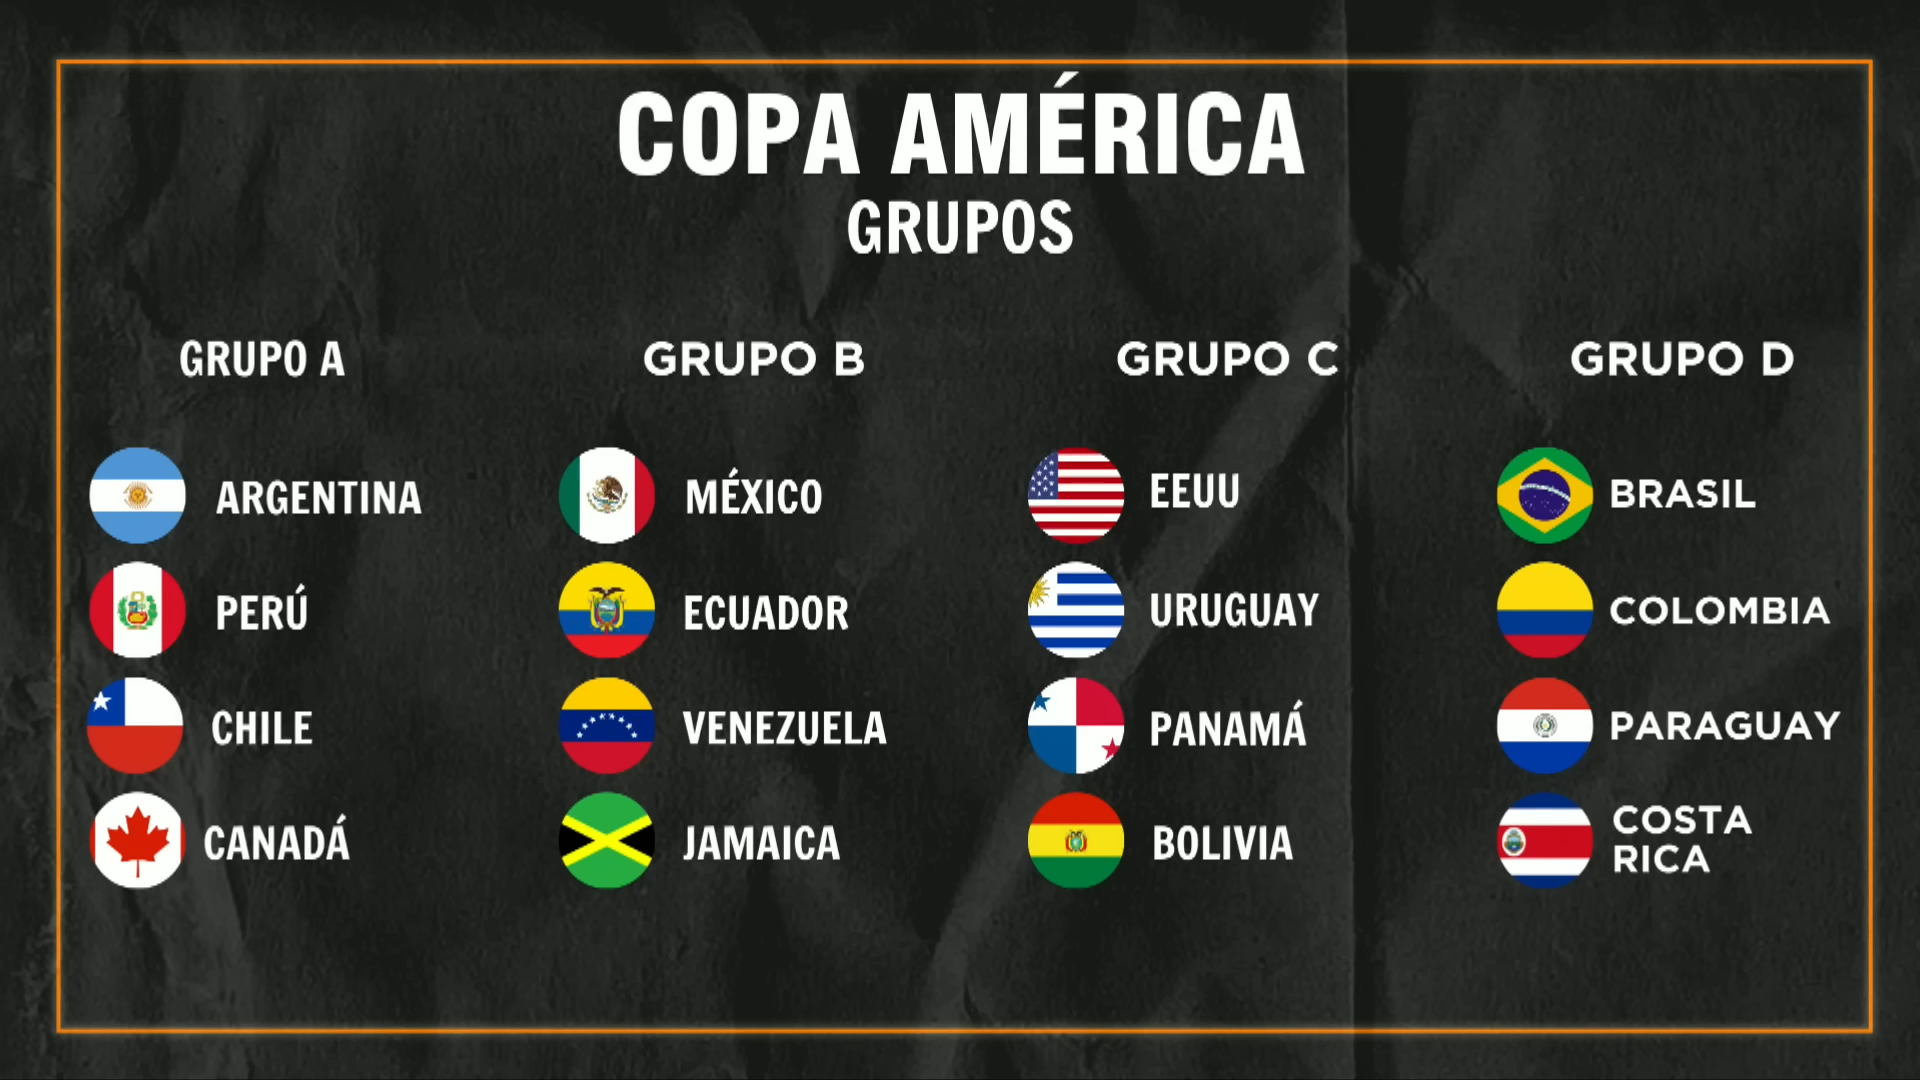 COPA AMÉRICA
GRUPOS
GRUPO A
ARGENTINA
PERÚ
CHILE
CANADÁ
GRUPO B
MÉXICO
ECUADOR
VENEZUELA
JAMAICA
GRUPO C
EEUU
URUGUAY
PANAMÁ
BOLIVIA
GRUPO D
BRASIL
COLOMBIA
PARAGUAY
COSTA
RICA